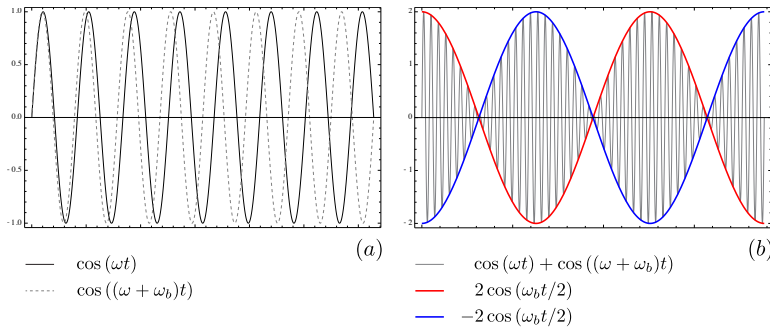 1.0
0.5
0.0
-0.5
-1.0
(a)
cos (ωt)
cos ((ω + ω_b)t)
2
1
0
-1
-2
(b)
cos (ωt) + cos ((ω + ω_b)t)
2 cos (ω_b t/2)
−2 cos (ω_b t/2)